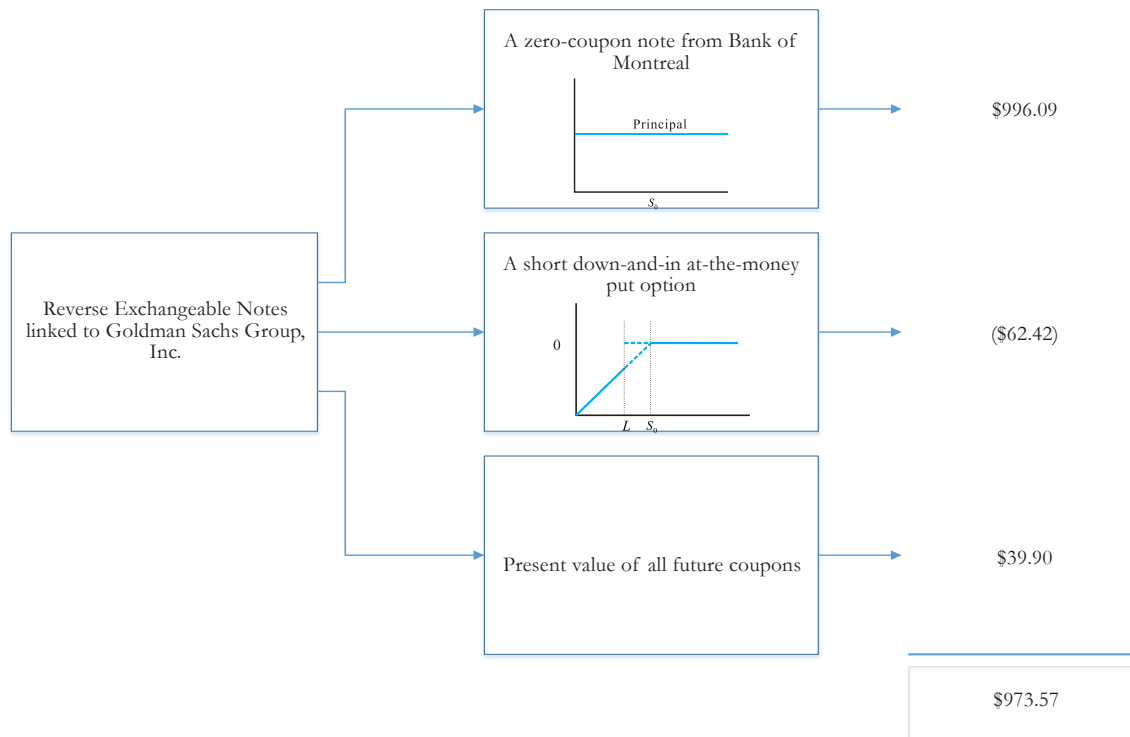 A zero-coupon note from Bank of
Montreal
Principal
S₀
$996.09
Reverse Exchangeable Notes
linked to Goldman Sachs Group,
Inc.
A short down-and-in at-the-money
put option
0
L S₀
($62.42)
Present value of all future coupons
$39.90
$973.57